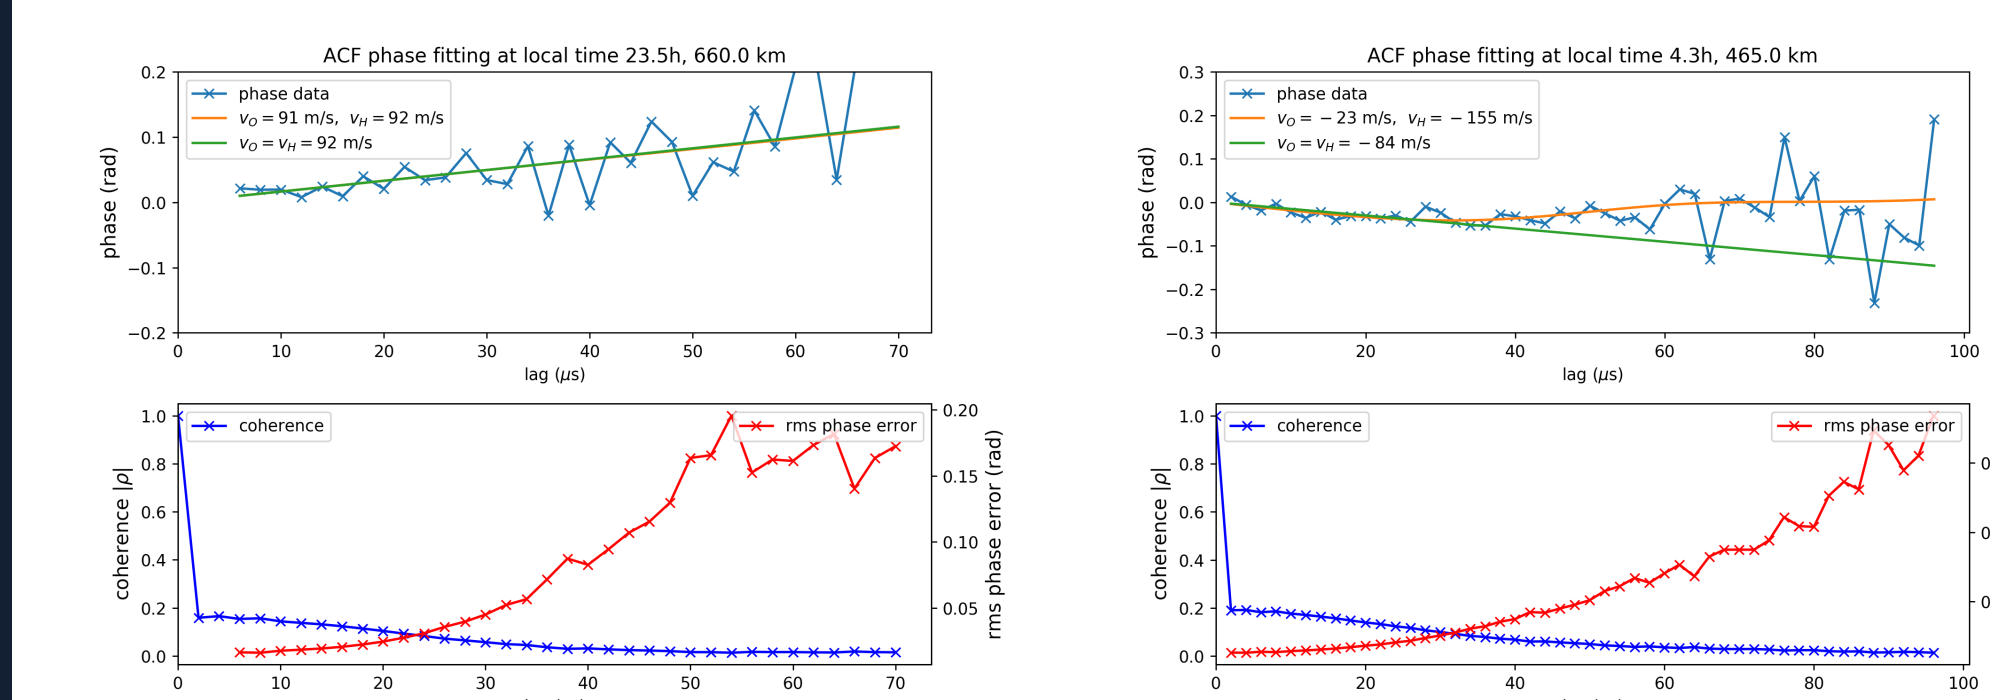 ACF phase fitting at local time 23.5h, 660.0 km
phase data
v_O = 91 m/s, v_H = 92 m/s
v_O = v_H = 92 m/s
phase (rad)
0.2
0.1
0.0
−0.1
−0.2
0 10 20 30 40 50 60 70
lag (μs)
coherence
rms phase error
coherence |ρ|
1.0
0.8
0.6
0.4
0.2
0.0
0.20
0.15
0.10
0.05
rms phase error (rad)
0 10 20 30 40 50 60 70
ACF phase fitting at local time 4.3h, 465.0 km
phase data
v_O = −23 m/s, v_H = −155 m/s
v_O = v_H = −84 m/s
phase (rad)
0.3
0.2
0.1
0.0
−0.1
−0.2
−0.3
0 20 40 60 80 100
lag (μs)
coherence
rms phase error
coherence |ρ|
1.0
0.8
0.6
0.4
0.2
0.0
0
0
0
0 20 40 60 80 100